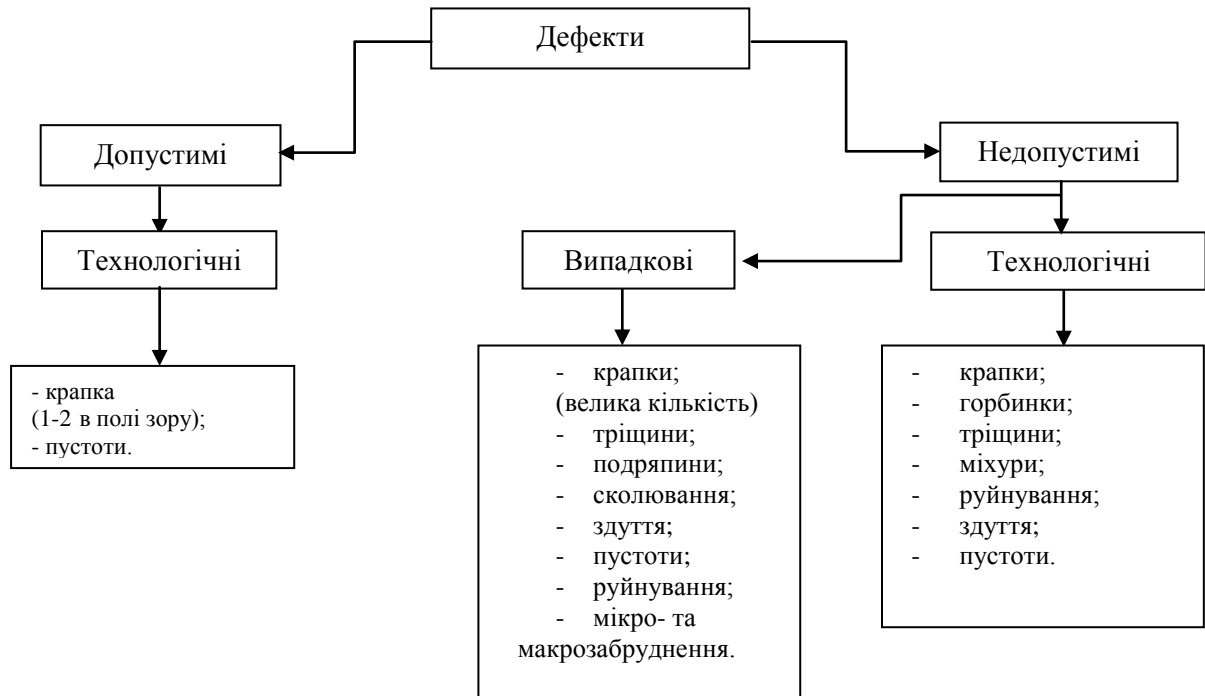 Дефекти
Допустимі
Недопустимі
Технологічні
Випадкові
Технологічні
- крапка
(1-2 в полі зору);
- пустоти.
- крапки;
(велика кількість)
- тріщини;
- подряпини;
- сколювання;
- здуття;
- пустоти;
- руйнування;
- мікро- та
макрозабруднення.
- крапки;
- горбинки;
- тріщини;
- міхури;
- руйнування;
- здуття;
- пустоти.